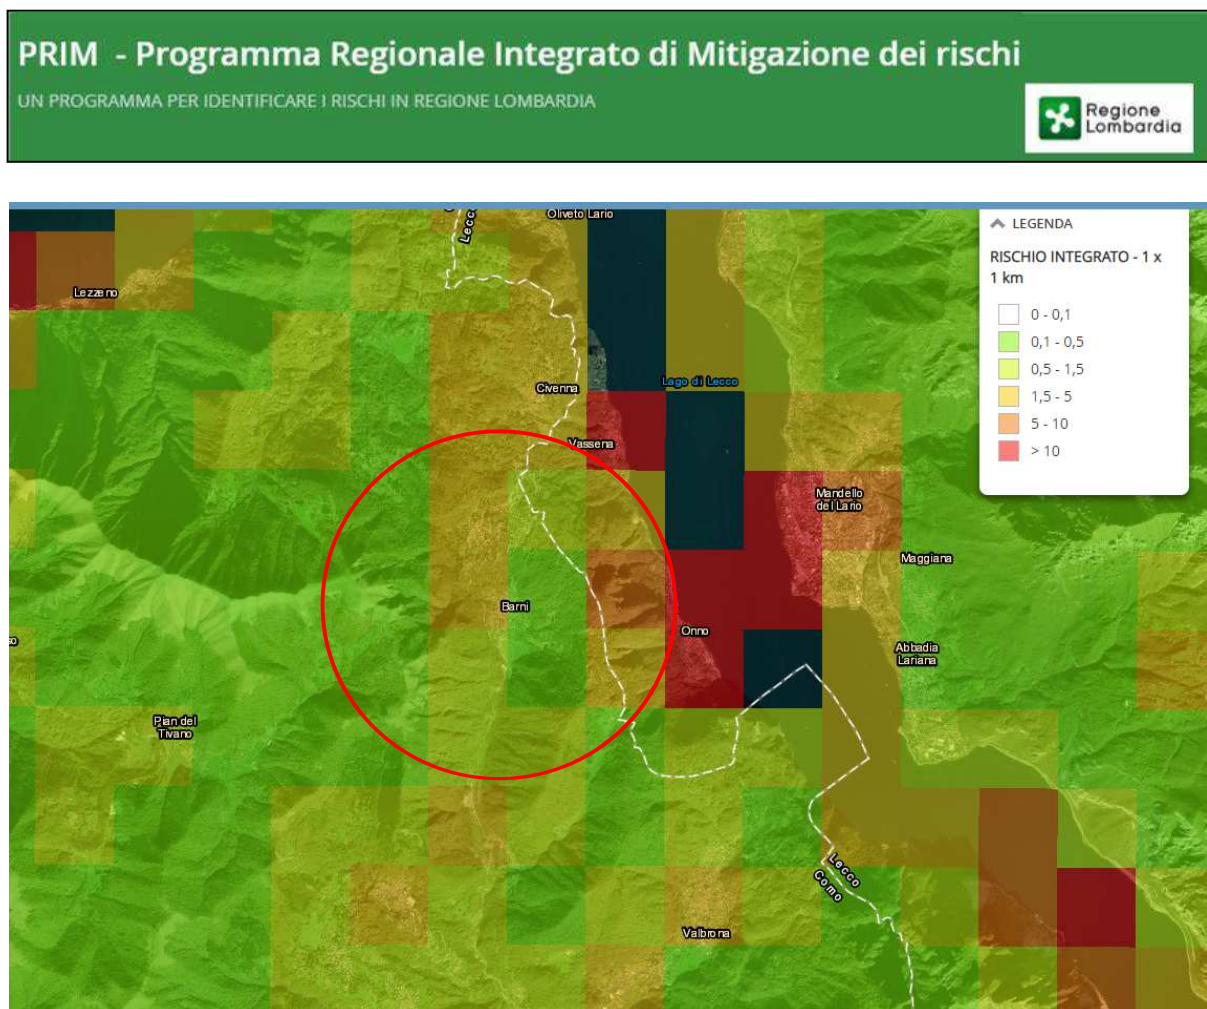 PRIM - Programma Regionale Integrato di Mitigazione dei rischi
UN PROGRAMMA PER IDENTIFICARE I RISCHI IN REGIONE LOMBARDIA
Regione
Lombardia
Oliveto Lario
Lecco
LEGENDA
RISCHIO INTEGRATO - 1 x
1 km
0 - 0,1
0,1 - 0,5
0,5 - 1,5
1,5 - 5
5 - 10
> 10
Lezzeno
Civenna
Lago di Lecco
Vassena
Mandello
del Lario
Maggiana
Barni
Onno
so
Abbadia
Lariana
Pian del
Tivano
Lecco
Como
Valbrona